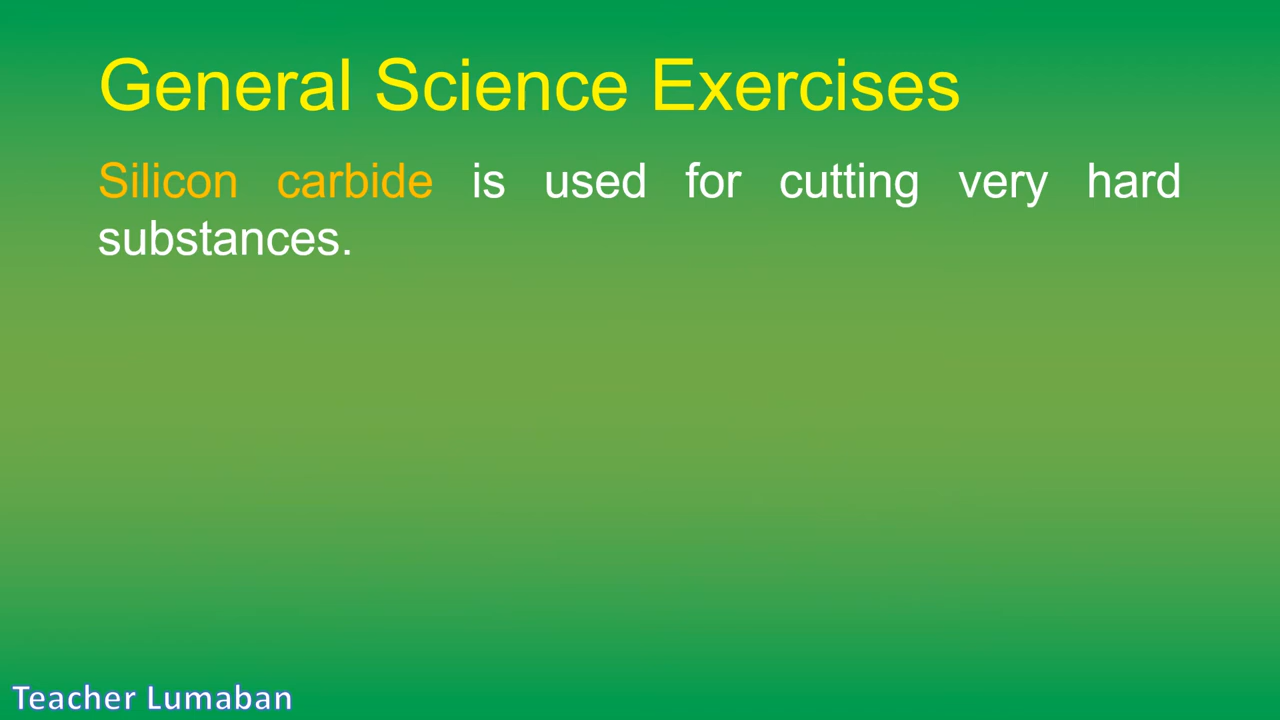 General Science Exercises
Silicon carbide is used for cutting very hard
substances.
Teacher Lumaban